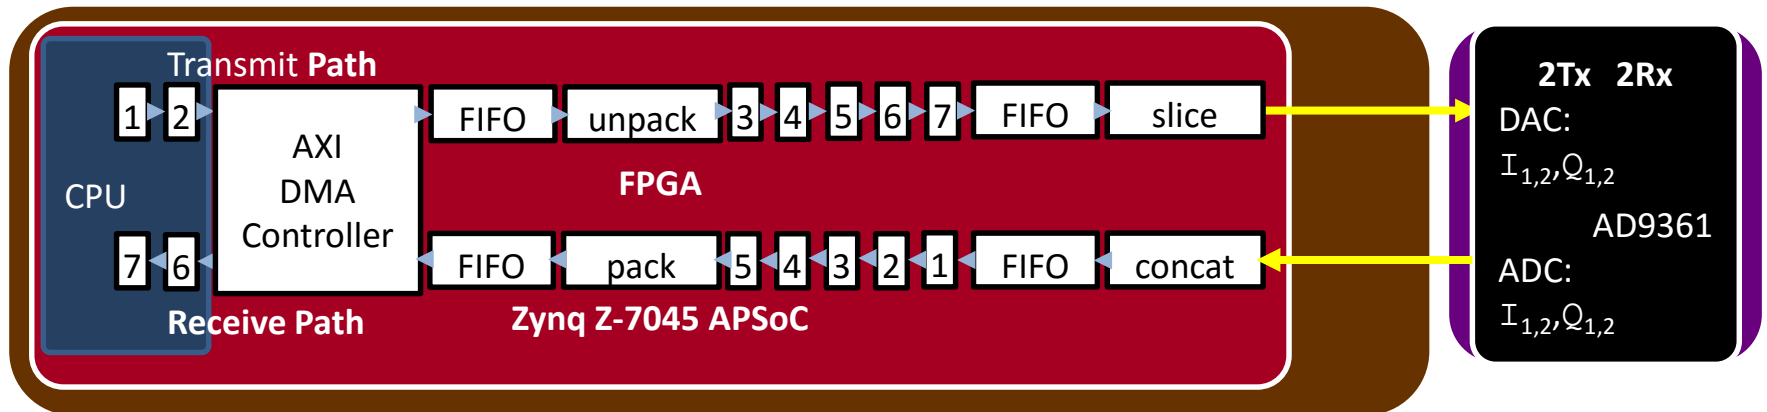 Transmit Path
1 2 FIFO unpack 3 4 5 6 7 FIFO slice
AXI
DMA
Controller
CPU
FPGA
7 6 FIFO pack 5 4 3 2 1 FIFO concat
Receive Path
Zynq Z-7045 APSoC
2Tx 2Rx
DAC:
I1,2,Q1,2
AD9361
ADC:
I1,2,Q1,2